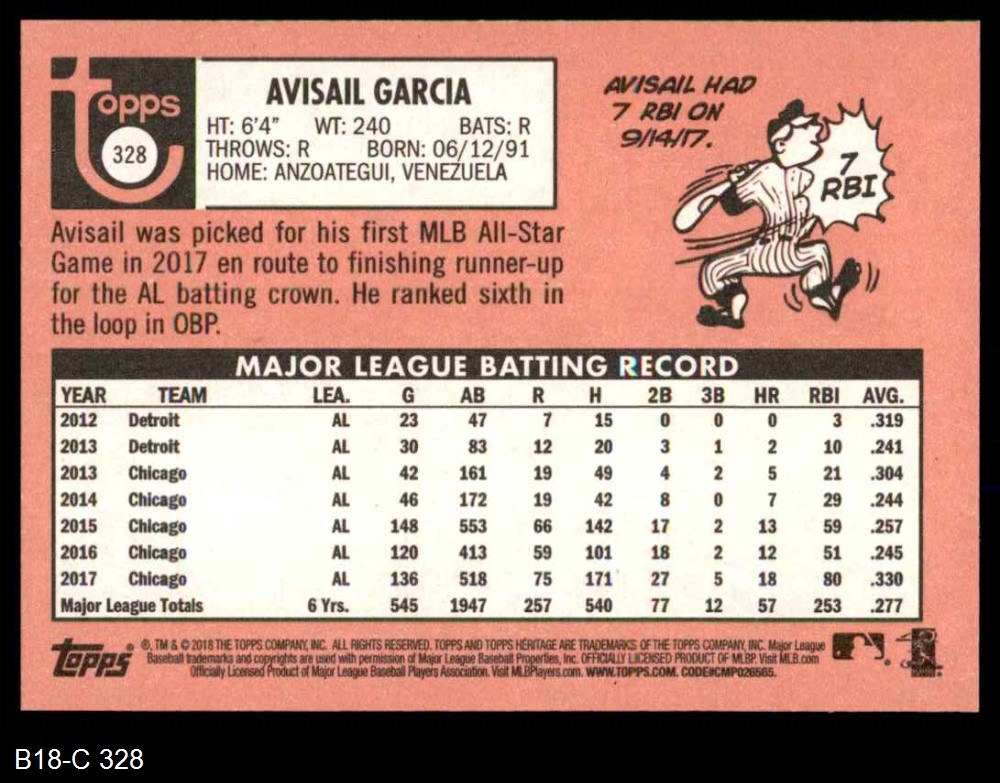 topps
328
AVISAIL GARCIA
HT: 6'4" WT: 240 BATS: R
THROWS: R BORN: 06/12/91
HOME: ANZOATEGUI, VENEZUELA
AVISAIL HAD
7 RBI ON
9/14/17.
7
RBI
Avisail was picked for his first MLB All-Star
Game in 2017 en route to finishing runner-up
for the AL batting crown. He ranked sixth in
the loop in OBP.
MAJOR LEAGUE BATTING RECORD
YEAR TEAM LEA. G AB R H 2B 3B HR RBI AVG.
2012 Detroit AL 23 47 7 15 0 0 0 3 .319
2013 Detroit AL 30 83 12 20 3 1 2 10 .241
2013 Chicago AL 42 161 19 49 4 2 5 21 .304
2014 Chicago AL 46 172 19 42 8 0 7 29 .244
2015 Chicago AL 148 553 66 142 17 2 13 59 .257
2016 Chicago AL 120 413 59 101 18 2 12 51 .245
2017 Chicago AL 136 518 75 171 27 5 18 80 .330
Major League Totals 6 Yrs. 545 1947 257 540 77 12 57 253 .277
topps
®, TM & © 2018 THE TOPPS COMPANY, INC. ALL RIGHTS RESERVED. TOPPS AND TOPPS HERITAGE ARE TRADEMARKS OF THE TOPPS COMPANY, INC. Major League
Baseball trademarks and copyrights are used with permission of Major League Baseball Properties, Inc. OFFICIALLY LICENSED PRODUCT OF MLBP. Visit MLB.com
Officially Licensed Product of Major League Baseball Players Association. Visit MLBPlayers.com. WWW.TOPPS.COM. CODE#CMP026565.
B18-C 328